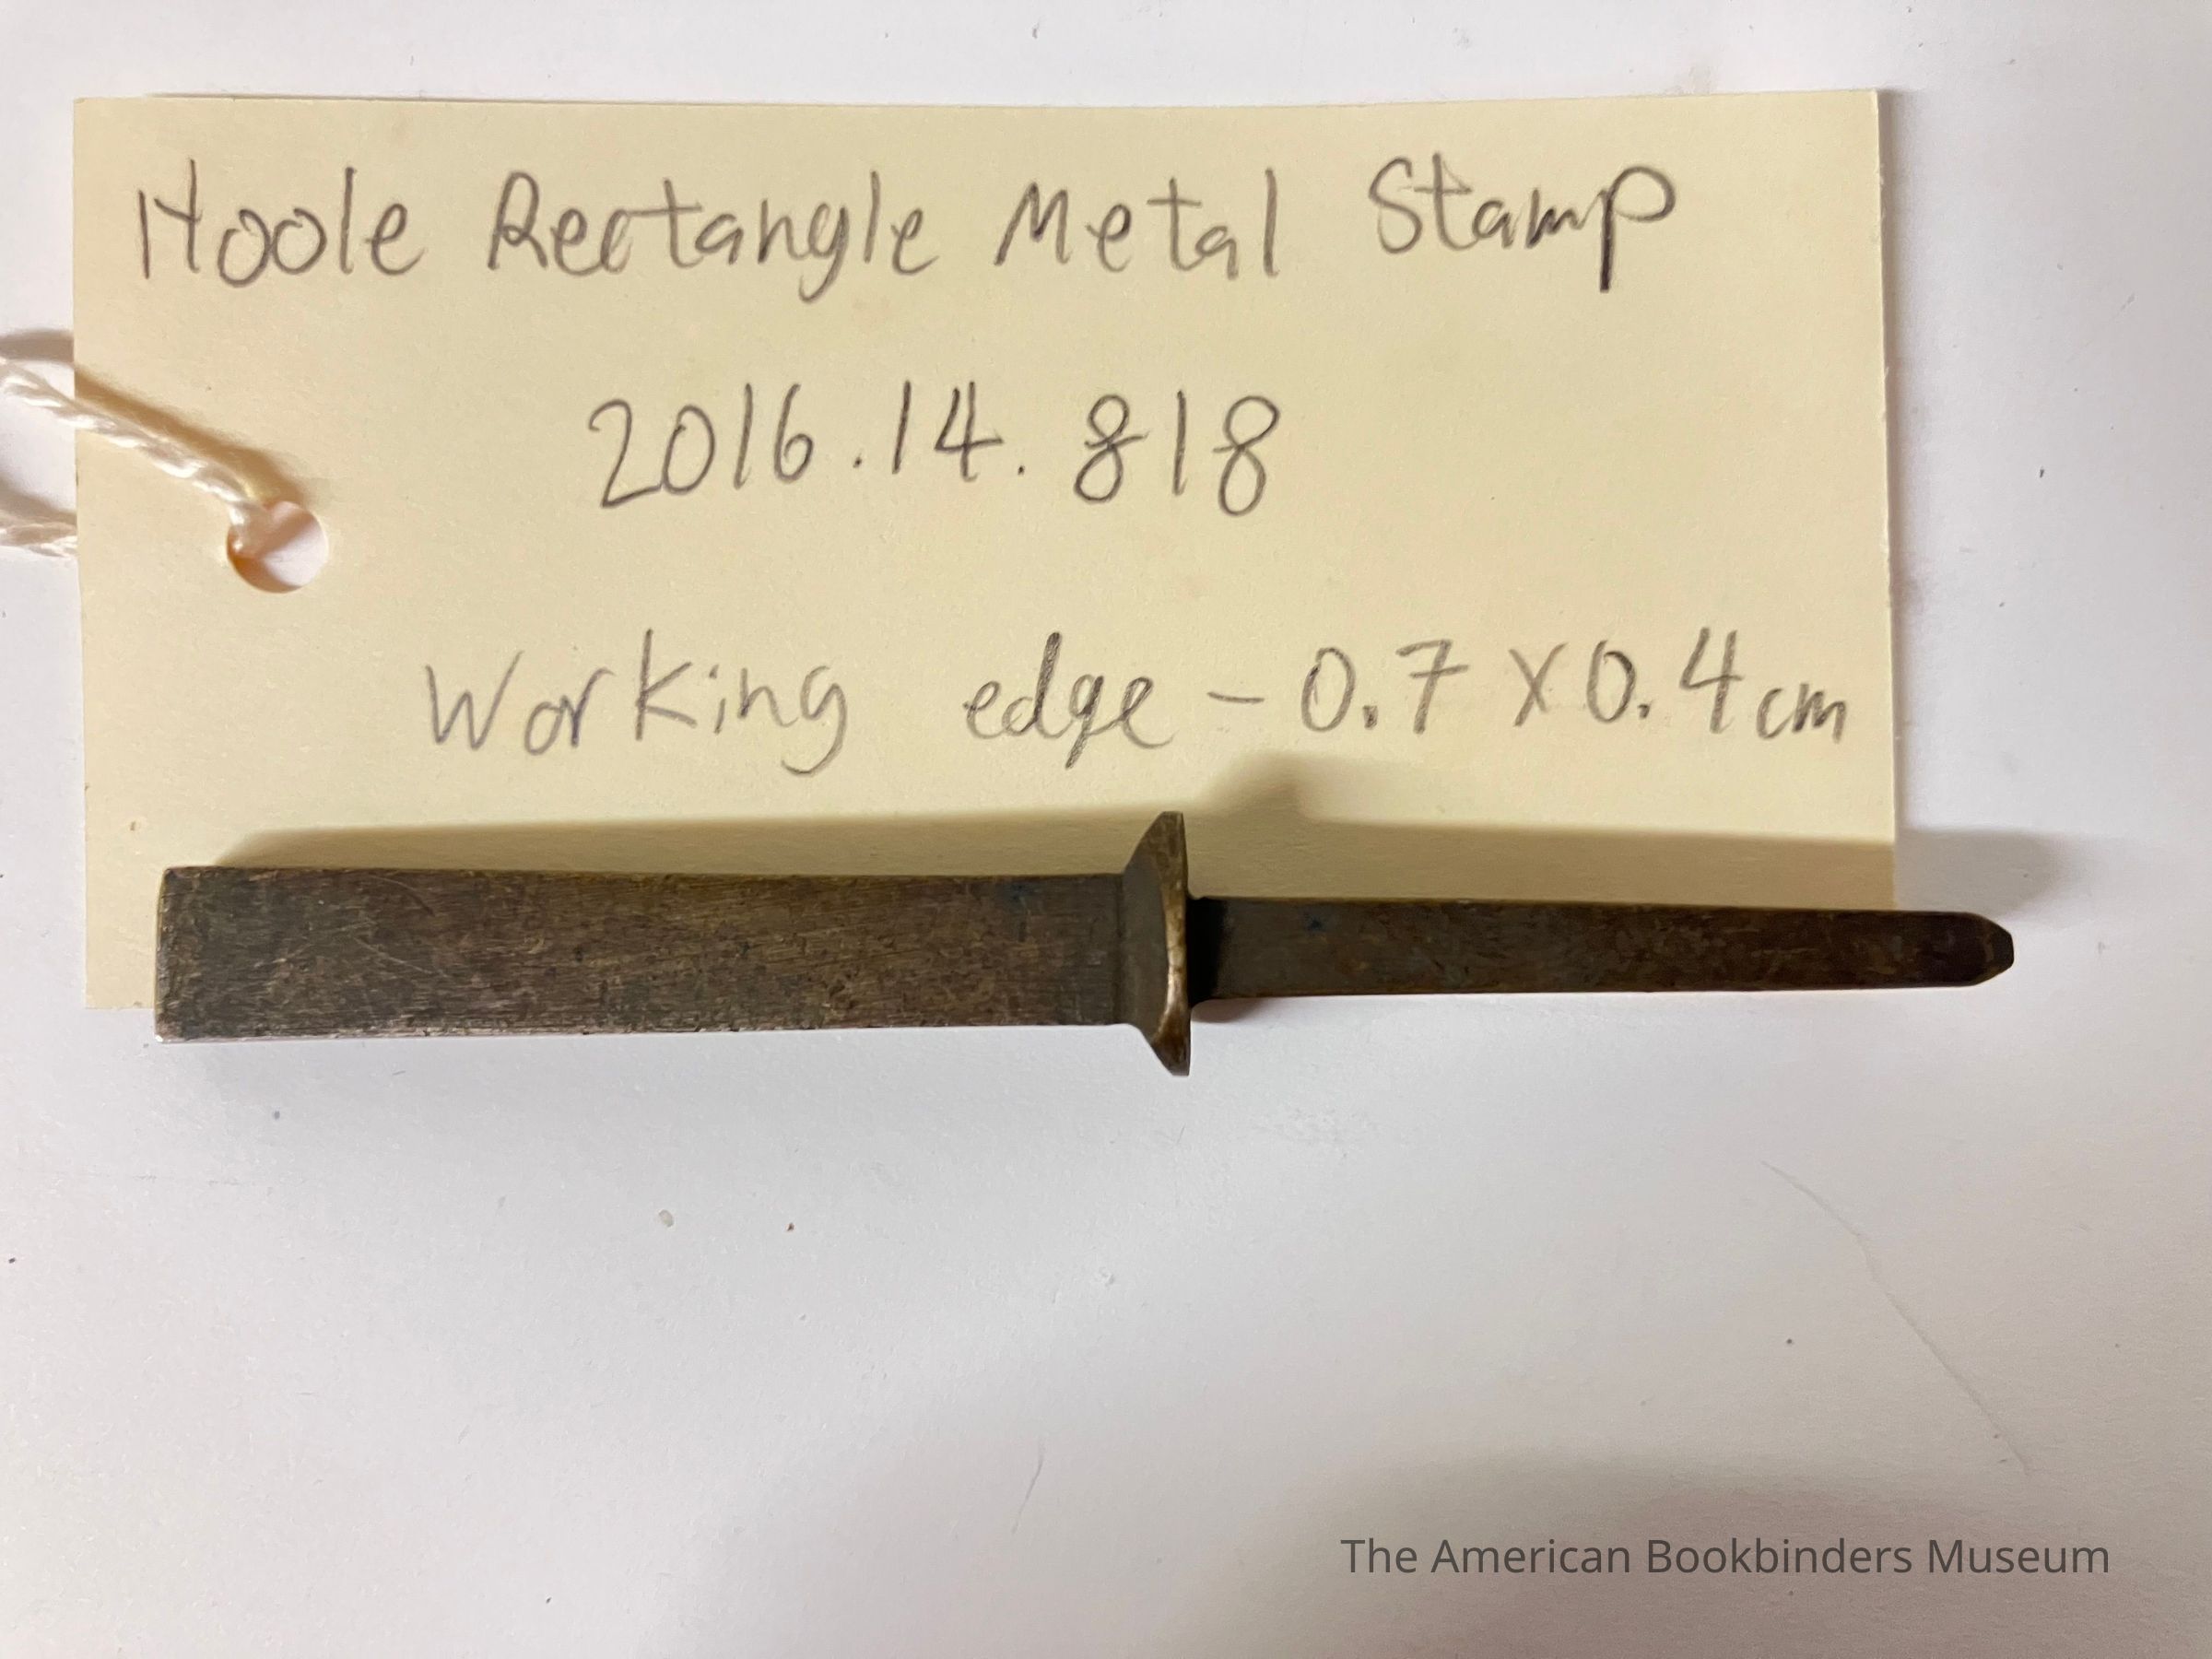 Hoole Rectangle Metal Stamp
2016.14.818
Working edge - 0.7 x 0.4 cm
The American Bookbinders Museum